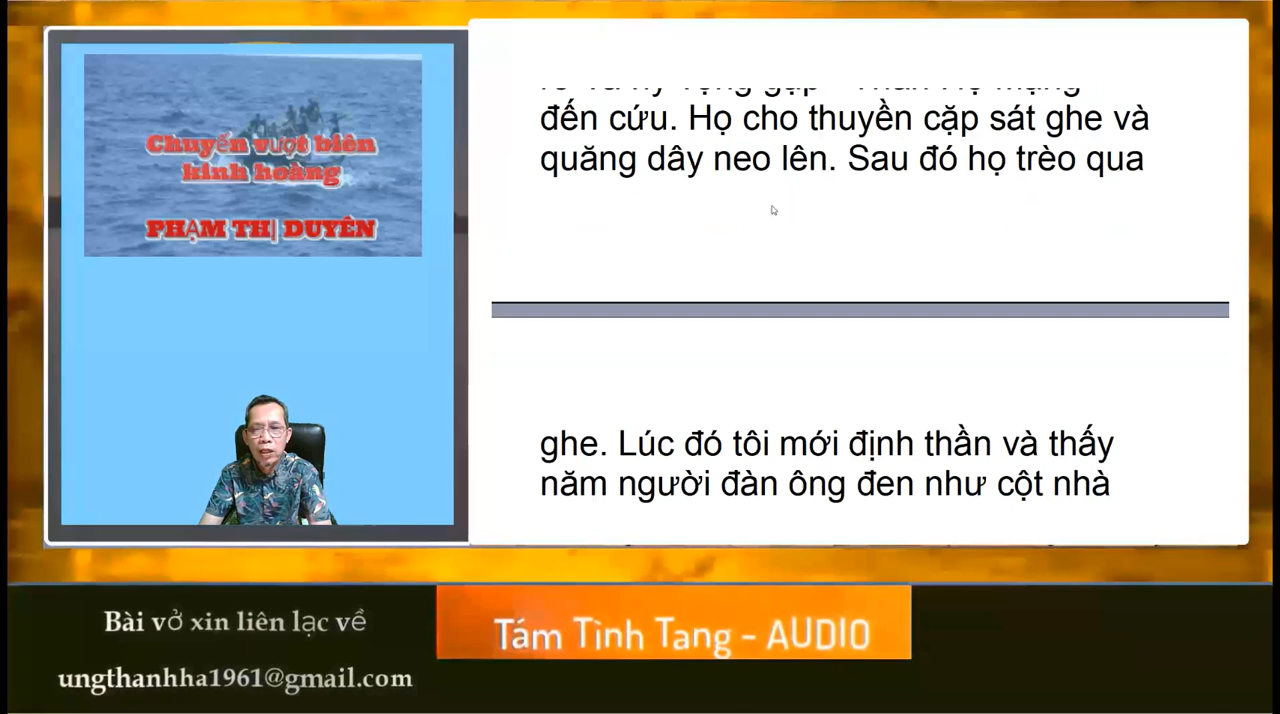 Chuyến vượt biên
kinh hoàng
PHẠM THỊ DUYÊN
đến cứu. Họ cho thuyền cặp sát ghe và
quăng dây neo lên. Sau đó họ trèo qua
ghe. Lúc đó tôi mới định thần và thấy
năm người đàn ông đen như cột nhà
Bài vở xin liên lạc về
ungthanhha1961@gmail.com
Tám Tình Tang - AUDIO